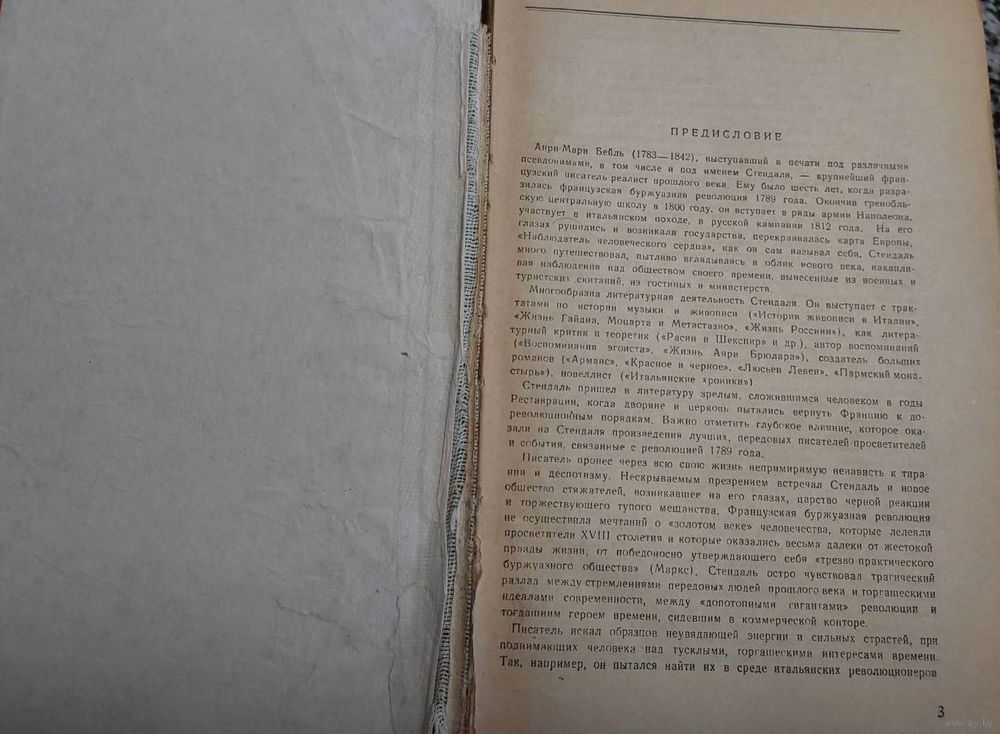 ПРЕДИСЛОВИЕ
Анри-Мари Бейль (1783—1842), выступавший в печати под различными
псевдонимами, в том числе и под именем Стендаля, — крупнейший фран-
цузский писатель реалист прошлого века. Ему было шесть лет, когда разра-
зилась французская буржуазная революция 1789 года. Окончив гренобль-
скую центральную школу в 1800 году, он вступает в ряды армии Наполеона,
участвует в итальянском походе, в русской кампании 1812 года. На его
глазах рушились и возникали государства, перекраивалась карта Европы.
«Наблюдатель человеческого сердца», как он сам называл себя, Стендаль
много путешествовал, пытливо вглядываясь в облик нового века, накапли-
вая наблюдения над обществом своего времени, вынесенные из военных и
туристских скитаний, из гостиных и министерств.
Многообразна литературная деятельность Стендаля. Он выступает с трак-
татами по истории музыки и живописи («История живописи в Италии»,
«Жизнь Гайдна, Моцарта и Метастазио», «Жизнь Россини»), как литера-
турный критик и теоретик («Расин и Шекспир» и др.), автор воспоминаний
(«Воспоминания эготиста», «Жизнь Анри Брюлара»), создатель больших
романов («Арманс», «Красное и черное», «Люсьен Левен», «Пармский мона-
стырь»), новеллист («Итальянские хроники»)
Стендаль пришел в литературу зрелым, сложившимся человеком в годы
Реставрации, когда дворяне и церковь пытались вернуть Францию к до-
революционным порядкам. Важно отметить глубокое влияние, которое ока-
зали на Стендаля произведения лучших, передовых писателей-просветителей
и события, связанные с революцией 1789 года.
Писатель пронес через всю свою жизнь непримиримую ненависть к тира-
нии и деспотизму. Нескрываемым презрением встречал Стендаль и новое
общество стяжателей, возникавшее на его глазах, царство черной реакции
и торжествующего тупого мещанства. Французская буржуазная революция
не осуществила мечтаний о «золотом веке» человечества, которые лелеяли
просветители XVIII столетия и которые оказались весьма далеки от жестокой
правды жизни, от победоносно утверждающего себя «трезво-практического
буржуазного общества» (Маркс). Стендаль остро чувствовал трагический
разлад между стремлениями передовых людей прошлого века и торгашескими
идеалами современности, между «допотопными гигантами» революции и
тогдашним героем времени, сидевшим в коммерческой конторе.
Писатель искал образцов неувядающей энергии и сильных страстей, при
поднимающих человека над тусклыми, торгашескими интересами времени.
Так, например, он пытался найти их в среде итальянских революционеров
3
www.ay.by